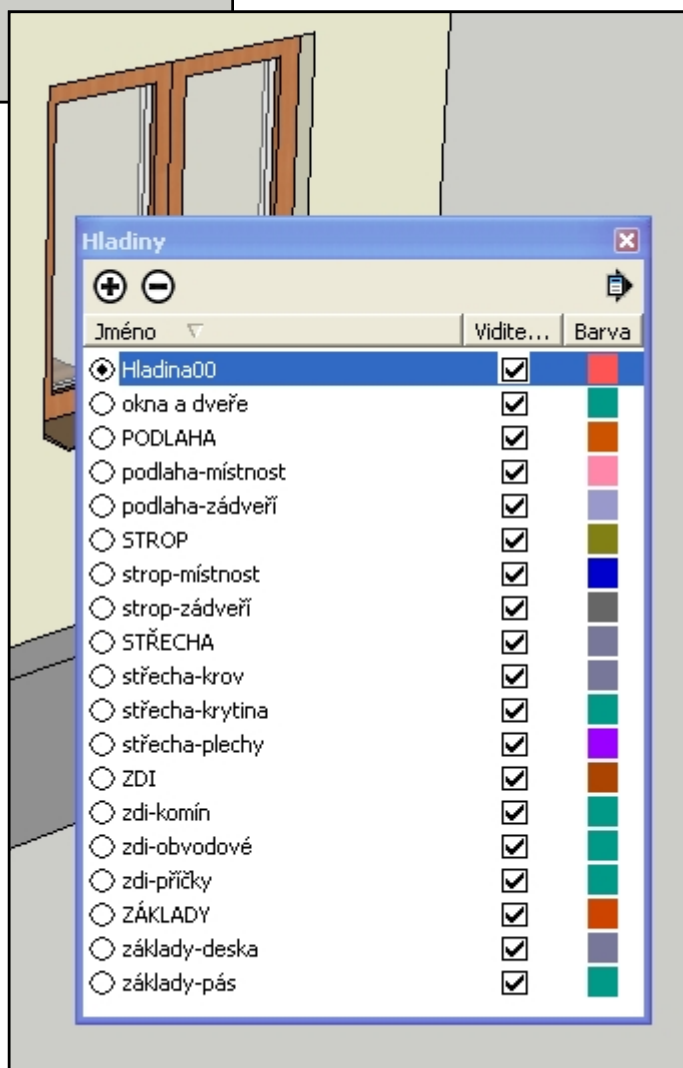 Hladiny
Jméno Vidite... Barva
Hladina00
okna a dveře
PODLAHA
podlaha-místnost
podlaha-zádveří
STROP
strop-místnost
strop-zádveří
STŘECHA
střecha-krov
střecha-krytina
střecha-plechy
ZDI
zdi-komín
zdi-obvodové
zdi-příčky
ZÁKLADY
základy-deska
základy-pás